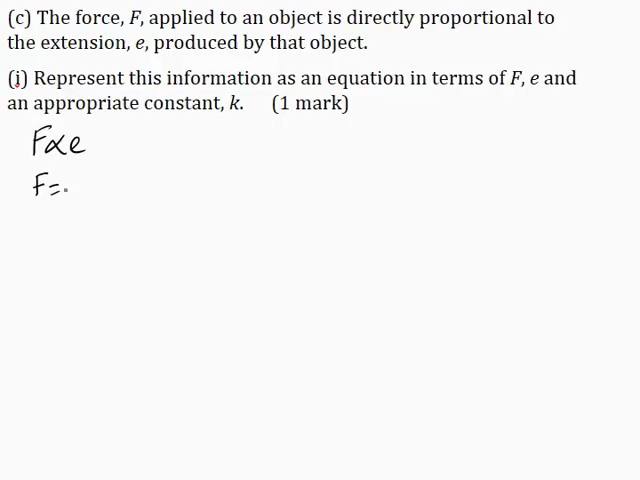 (c) The force, F, applied to an object is directly proportional to
the extension, e, produced by that object.
(i) Represent this information as an equation in terms of F, e and
an appropriate constant, k. (1 mark)
F∝e
F=